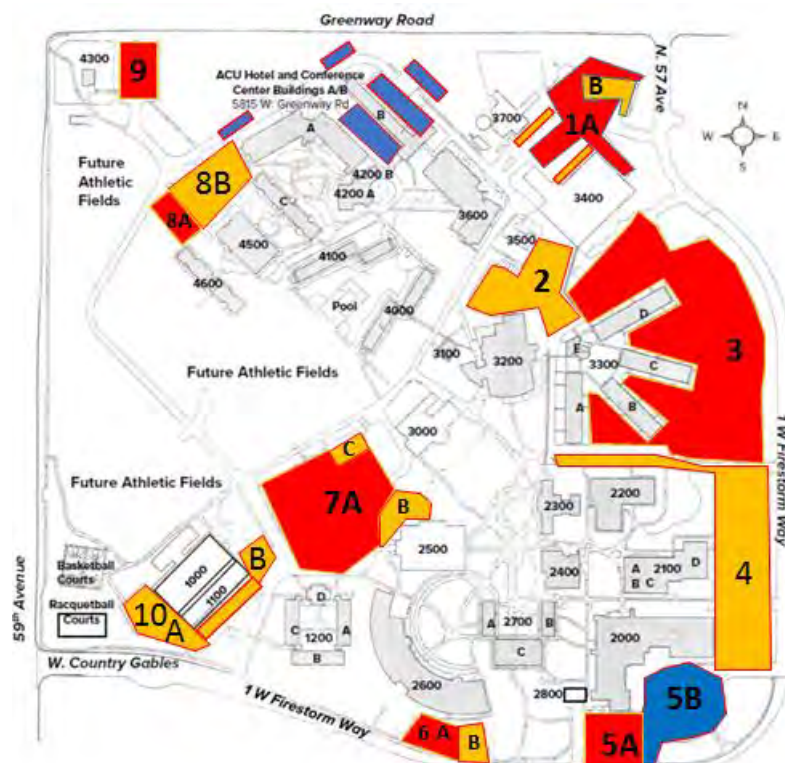 Greenway Road
4300
9
ACU Hotel and Conference
Center Buildings A/B
5815 W. Greenway Rd
N. 57 Ave
B
3700
1A
N
W
E
S
A
B
Future
Athletic
Fields
8B
8A
4200 B
4200 A
C
3600
3400
4500
4100
3500
4600
2
Pool
4000
D
3
3100
3200
E
3300
C
Future Athletic Fields
A
B
3000
C
1 W Firestorm Way
Future Athletic Fields
7A
B
2300
2200
2500
Basketball
Courts
B
1000
2400
A
B
C
2100
D
4
59th Avenue
Racquetball
Courts
10
A
1100
D
C
1200
A
B
A
2700
B
C
2000
W. Country Gables
2600
2800
5B
1 W Firestorm Way
6 A
B
5A